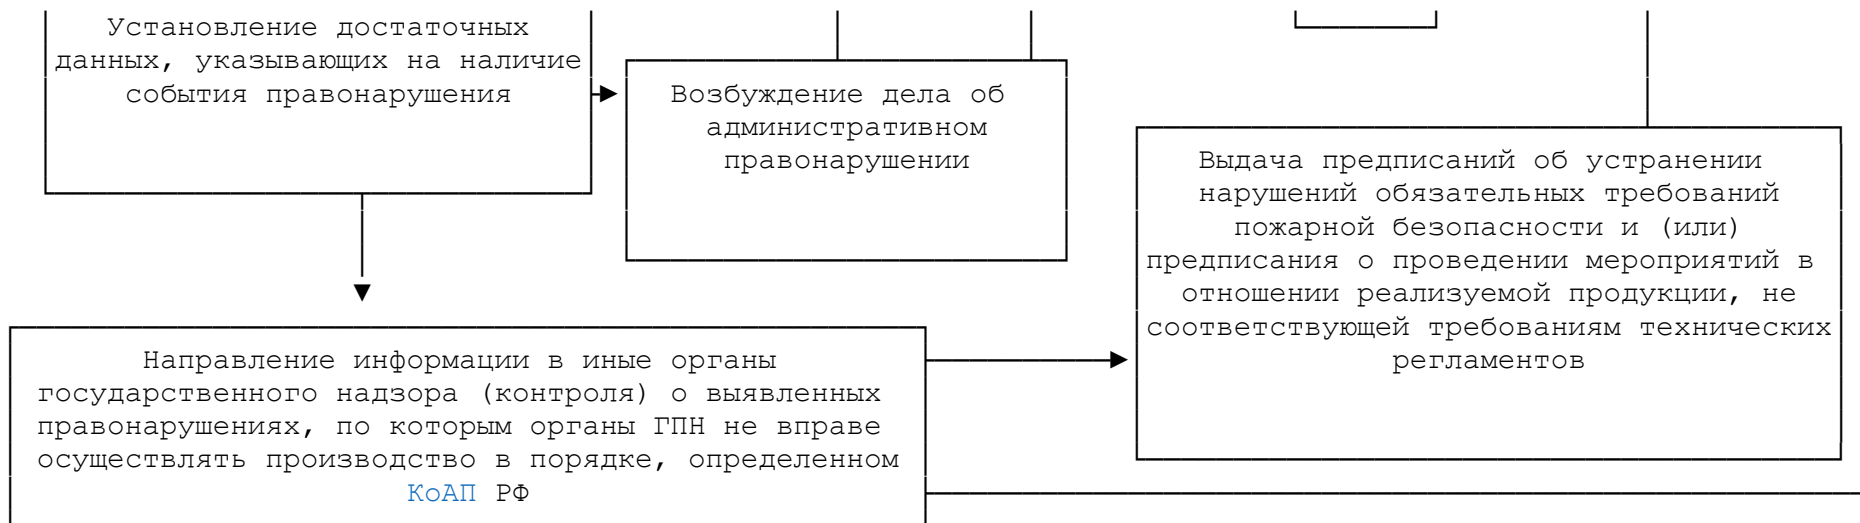 Установление достаточных
данных, указывающих на наличие
события правонарушения
Возбуждение дела об
административном
правонарушении
Выдача предписаний об устранении
нарушений обязательных требований
пожарной безопасности и (или)
предписания о проведении мероприятий в
отношении реализуемой продукции, не
соответствующей требованиям технических
регламентов
Направление информации в иные органы
государственного надзора (контроля) о выявленных
правонарушениях, по которым органы ГПН не вправе
осуществлять производство в порядке, определенном
КоАП РФ